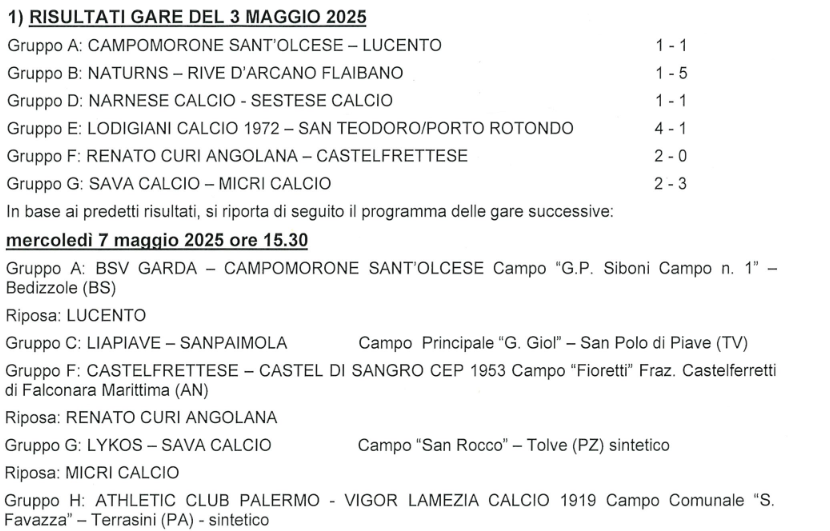 1) RISULTATI GARE DEL 3 MAGGIO 2025
Gruppo A: CAMPOMORONE SANT'OLCESE – LUCENTO 1 - 1
Gruppo B: NATURNS – RIVE D'ARCANO FLAIBANO 1 - 5
Gruppo D: NARNESE CALCIO - SESTESE CALCIO 1 - 1
Gruppo E: LODIGIANI CALCIO 1972 – SAN TEODORO/PORTO ROTONDO 4 - 1
Gruppo F: RENATO CURI ANGOLANA – CASTELFRETTESE 2 - 0
Gruppo G: SAVA CALCIO – MICRI CALCIO 2 - 3
In base ai predetti risultati, si riporta di seguito il programma delle gare successive:
mercoledì 7 maggio 2025 ore 15.30
Gruppo A: BSV GARDA – CAMPOMORONE SANT'OLCESE Campo "G.P. Siboni Campo n. 1" –
Bedizzole (BS)
Riposa: LUCENTO
Gruppo C: LIAPIAVE – SANPAIMOLA Campo Principale "G. Giol" – San Polo di Piave (TV)
Gruppo F: CASTELFRETTESE – CASTEL DI SANGRO CEP 1953 Campo "Fioretti" Fraz. Castelferretti
di Falconara Marittima (AN)
Riposa: RENATO CURI ANGOLANA
Gruppo G: LYKOS – SAVA CALCIO Campo "San Rocco" – Tolve (PZ) sintetico
Riposa: MICRI CALCIO
Gruppo H: ATHLETIC CLUB PALERMO - VIGOR LAMEZIA CALCIO 1919 Campo Comunale "S.
Favazza" – Terrasini (PA) - sintetico